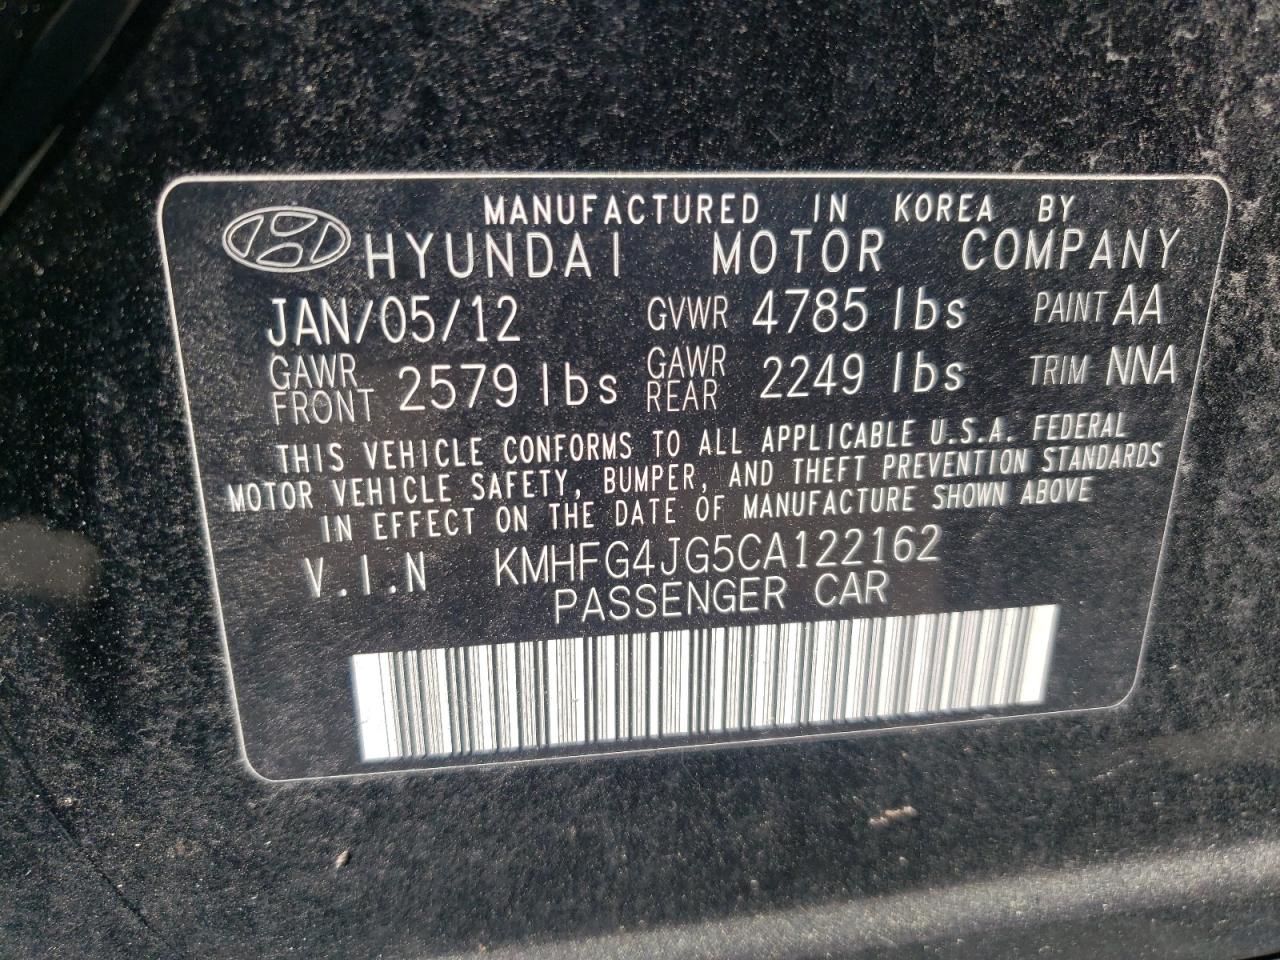 MANUFACTURED IN KOREA BY
HYUNDAI MOTOR COMPANY
JAN/05/12 GVWR 4785 lbs PAINT AA
GAWR FRONT 2579 lbs GAWR REAR 2249 lbs TRIM NNA
THIS VEHICLE CONFORMS TO ALL APPLICABLE U.S.A. FEDERAL
MOTOR VEHICLE SAFETY, BUMPER, AND THEFT PREVENTION STANDARDS
IN EFFECT ON THE DATE OF MANUFACTURE SHOWN ABOVE
V.I.N KMHFG4JG5CA122162
PASSENGER CAR